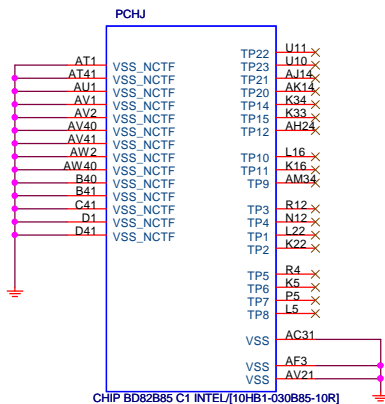 PCHJ
AT1 VSS_NCTF
AT41 VSS_NCTF
AU1 VSS_NCTF
AV1 VSS_NCTF
AV2 VSS_NCTF
AV40 VSS_NCTF
AV41 VSS_NCTF
AW2 VSS_NCTF
AW40 VSS_NCTF
B40 VSS_NCTF
B41 VSS_NCTF
C41 VSS_NCTF
D1 VSS_NCTF
D41 VSS_NCTF
TP22 U11
TP23 U10
TP21 AJ14
TP20 AK14
TP14 K34
TP15 K33
TP12 AH24
TP10 L16
TP11 K16
TP9 AM34
TP3 R12
TP4 N12
TP1 L22
TP2 K22
TP5 R4
TP6 K5
TP7 P5
TP8 L5
VSS AC31
VSS AF3
VSS AV21
CHIP BD82B85 C1 INTEL/[10HB1-030B85-10R]